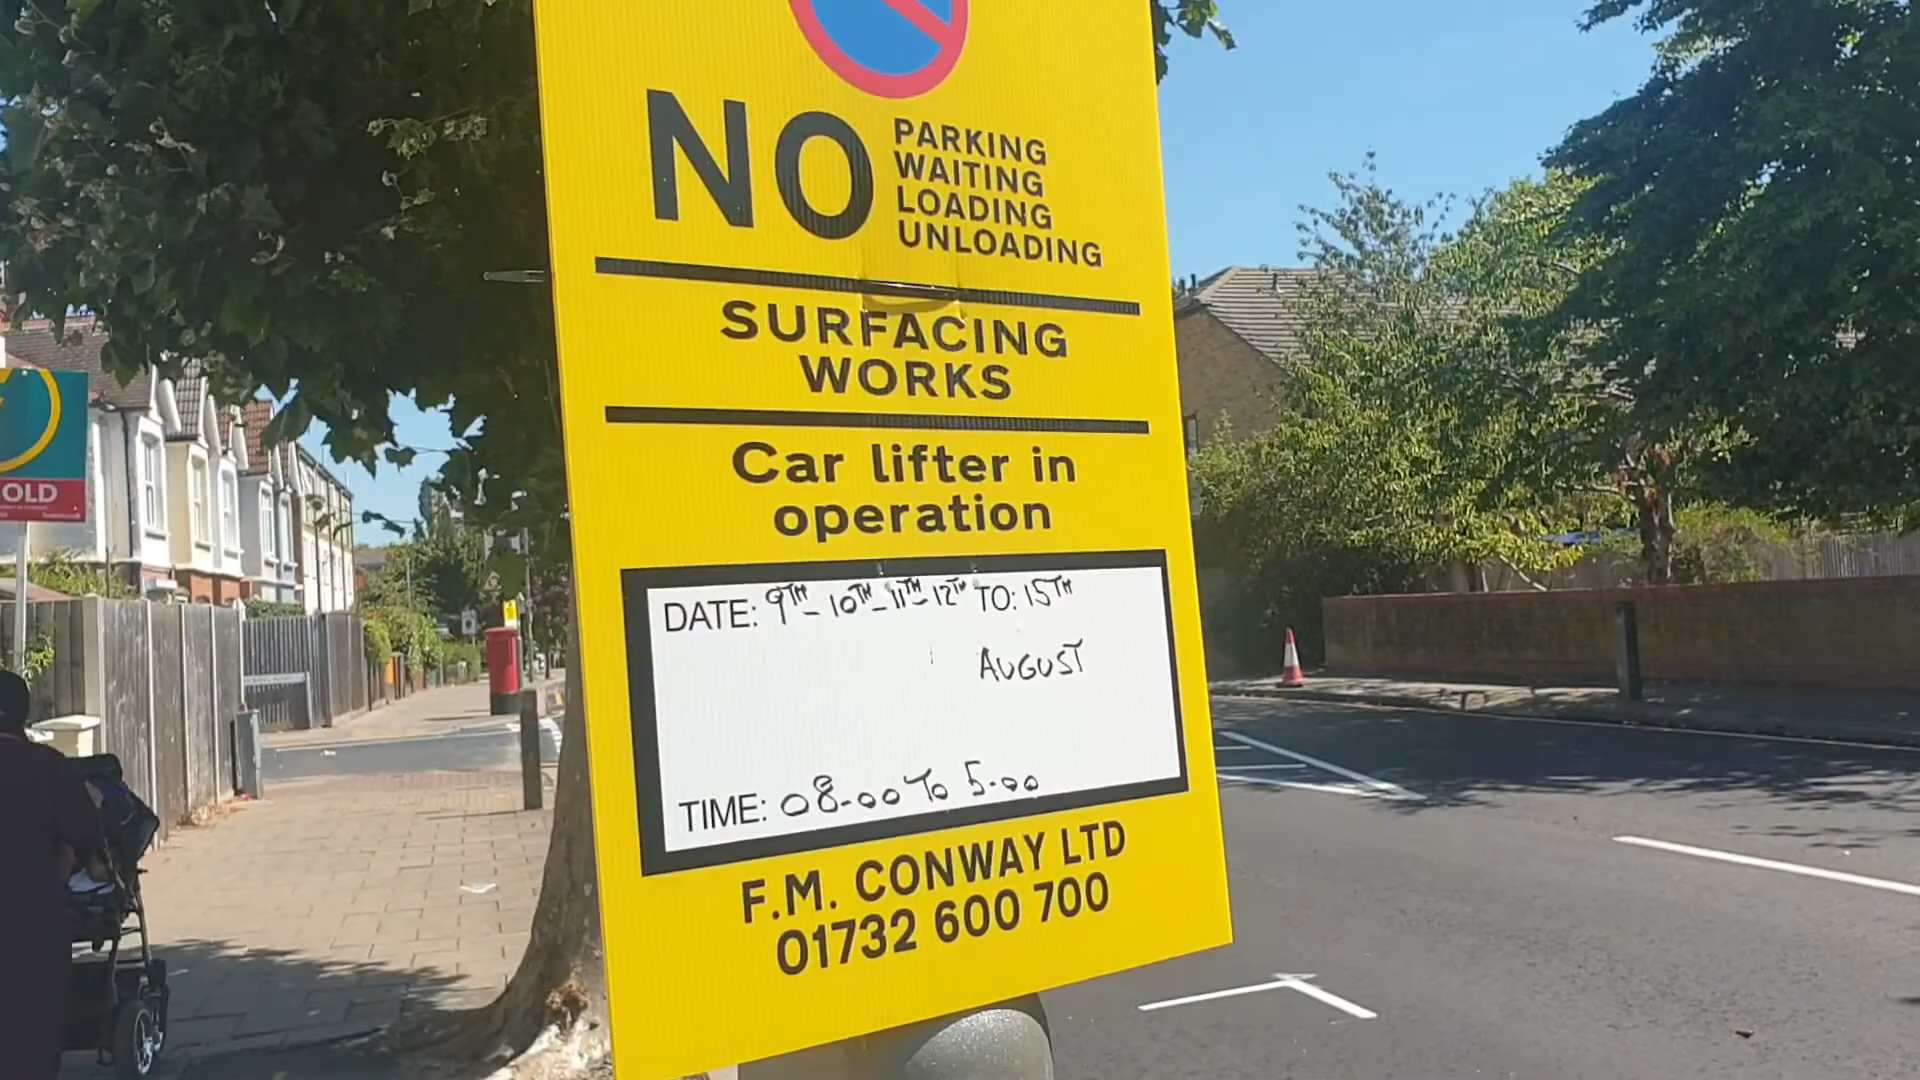 NO
PARKING
WAITING
LOADING
UNLOADING
SURFACING
WORKS
Car lifter in
operation
DATE: 9TH - 10TH - 11TH - 12TH TO: 15TH
AUGUST
TIME: 08-00 To 5-00
F.M. CONWAY LTD
01732 600 700
OLD